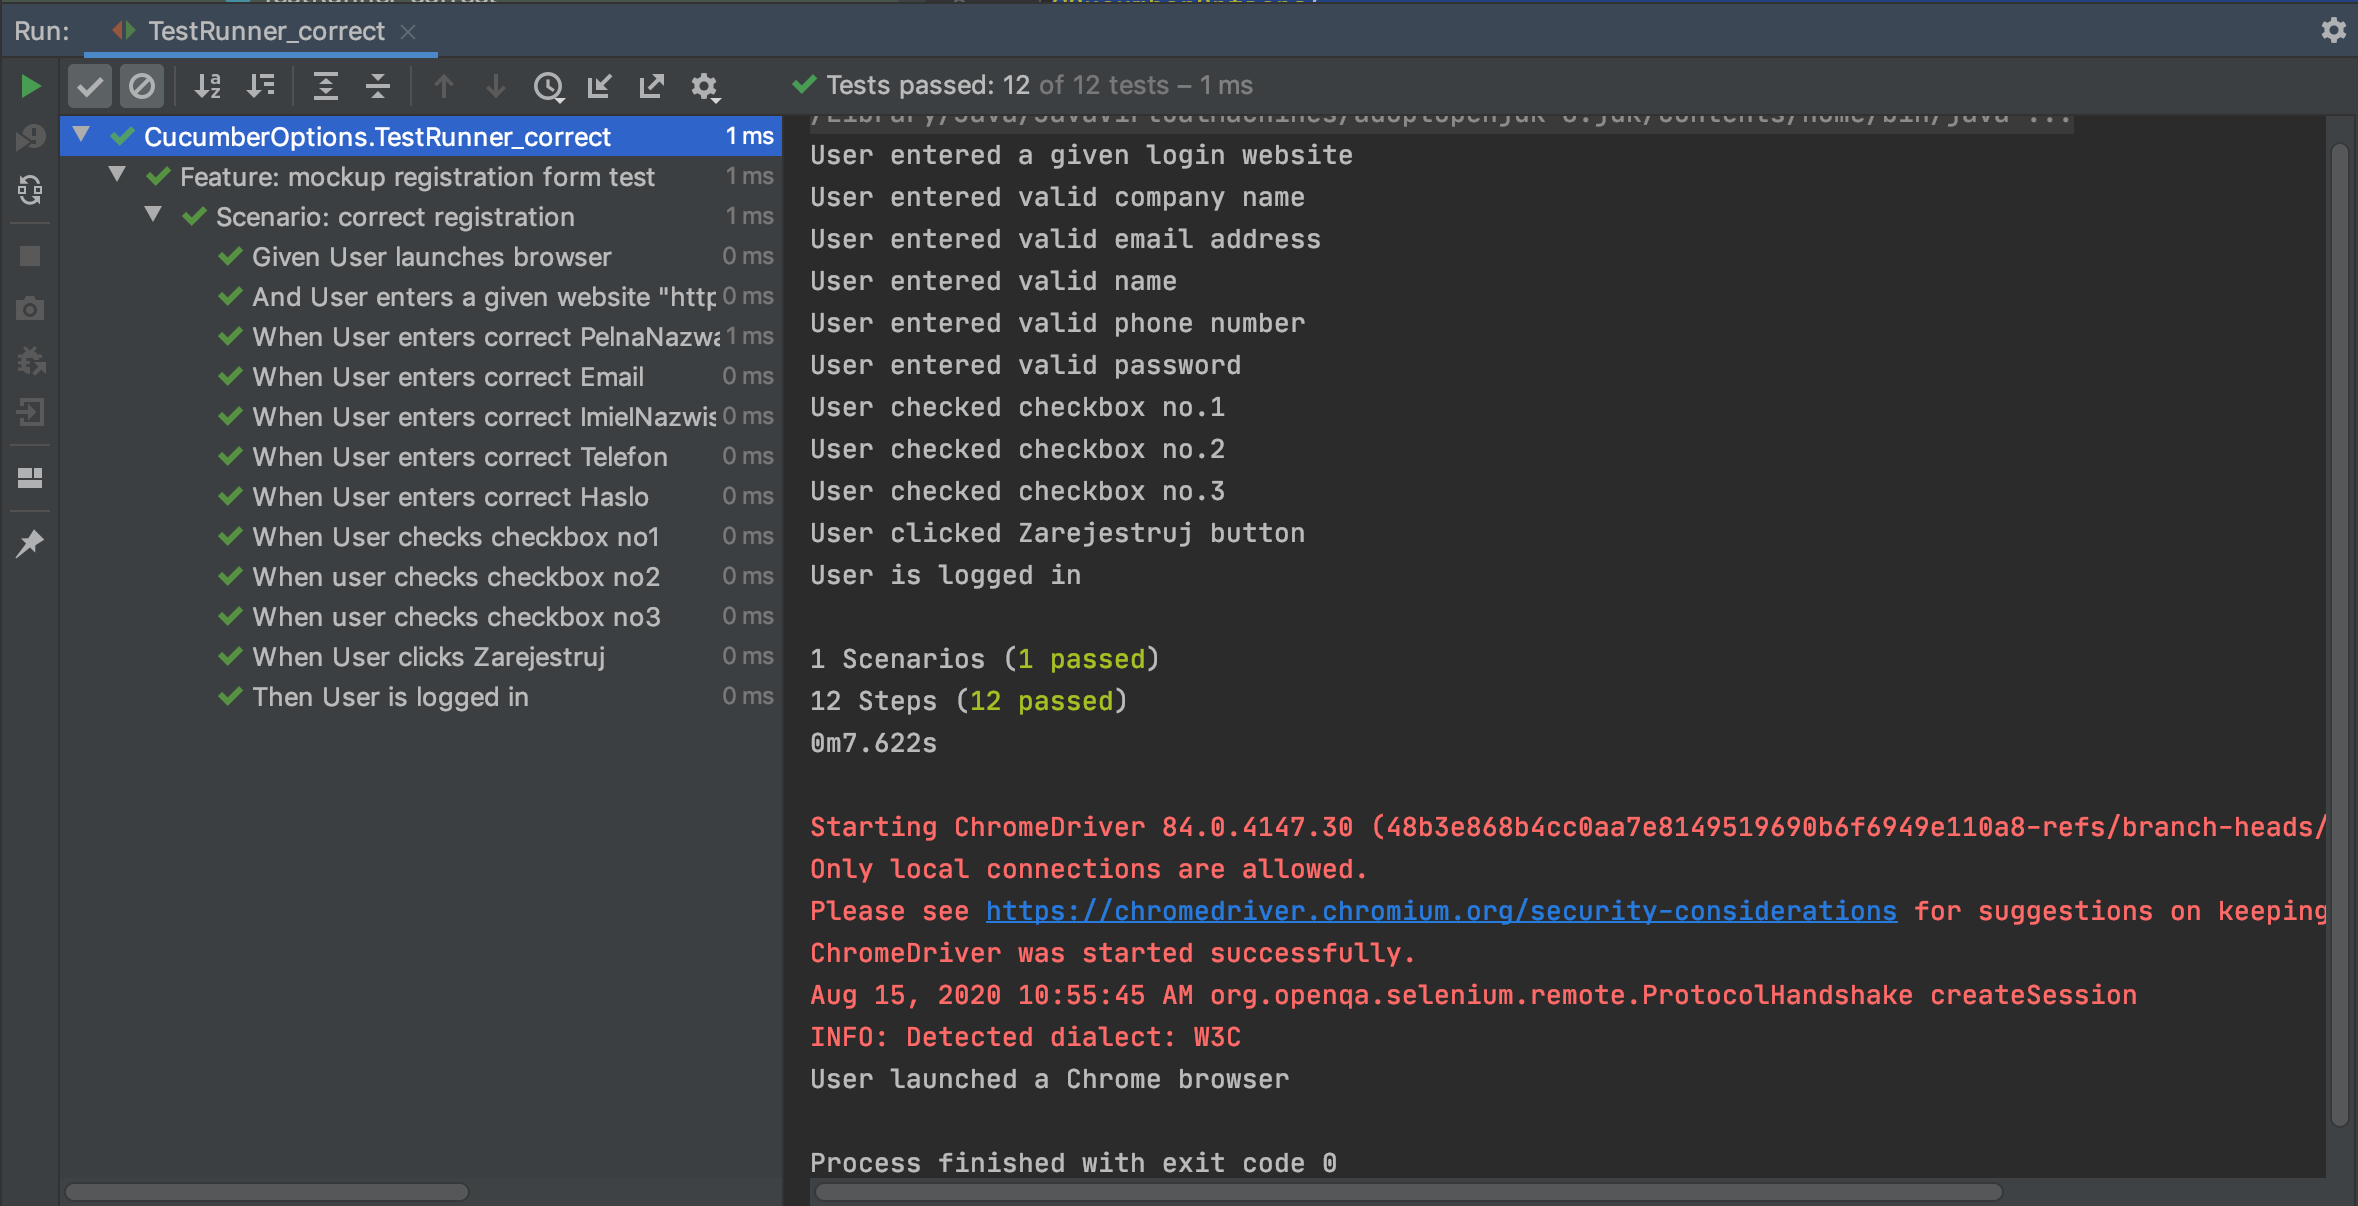 Run: TestRunner_correct
Tests passed: 12 of 12 tests – 1 ms
CucumberOptions.TestRunner_correct 1 ms
Feature: mockup registration form test 1 ms
Scenario: correct registration 1 ms
Given User launches browser 0 ms
And User enters a given website "http 0 ms
When User enters correct PelnaNazwa 1 ms
When User enters correct Email 0 ms
When User enters correct ImieINazwis 0 ms
When User enters correct Telefon 0 ms
When User enters correct Haslo 0 ms
When User checks checkbox no1 0 ms
When user checks checkbox no2 0 ms
When user checks checkbox no3 0 ms
When User clicks Zarejestruj 0 ms
Then User is logged in 0 ms
/Library/Java/JavaVirtualMachines/adoptopenjdk-8.jdk/Contents/Home/bin/java ...
User entered a given login website
User entered valid company name
User entered valid email address
User entered valid name
User entered valid phone number
User entered valid password
User checked checkbox no.1
User checked checkbox no.2
User checked checkbox no.3
User clicked Zarejestruj button
User is logged in
1 Scenarios (1 passed)
12 Steps (12 passed)
0m7.622s
Starting ChromeDriver 84.0.4147.30 (48b3e868b4cc0aa7e8149519690b6f6949e110a8-refs/branch-heads/
Only local connections are allowed.
Please see https://chromedriver.chromium.org/security-considerations for suggestions on keeping
ChromeDriver was started successfully.
Aug 15, 2020 10:55:45 AM org.openqa.selenium.remote.ProtocolHandshake createSession
INFO: Detected dialect: W3C
User launched a Chrome browser
Process finished with exit code 0